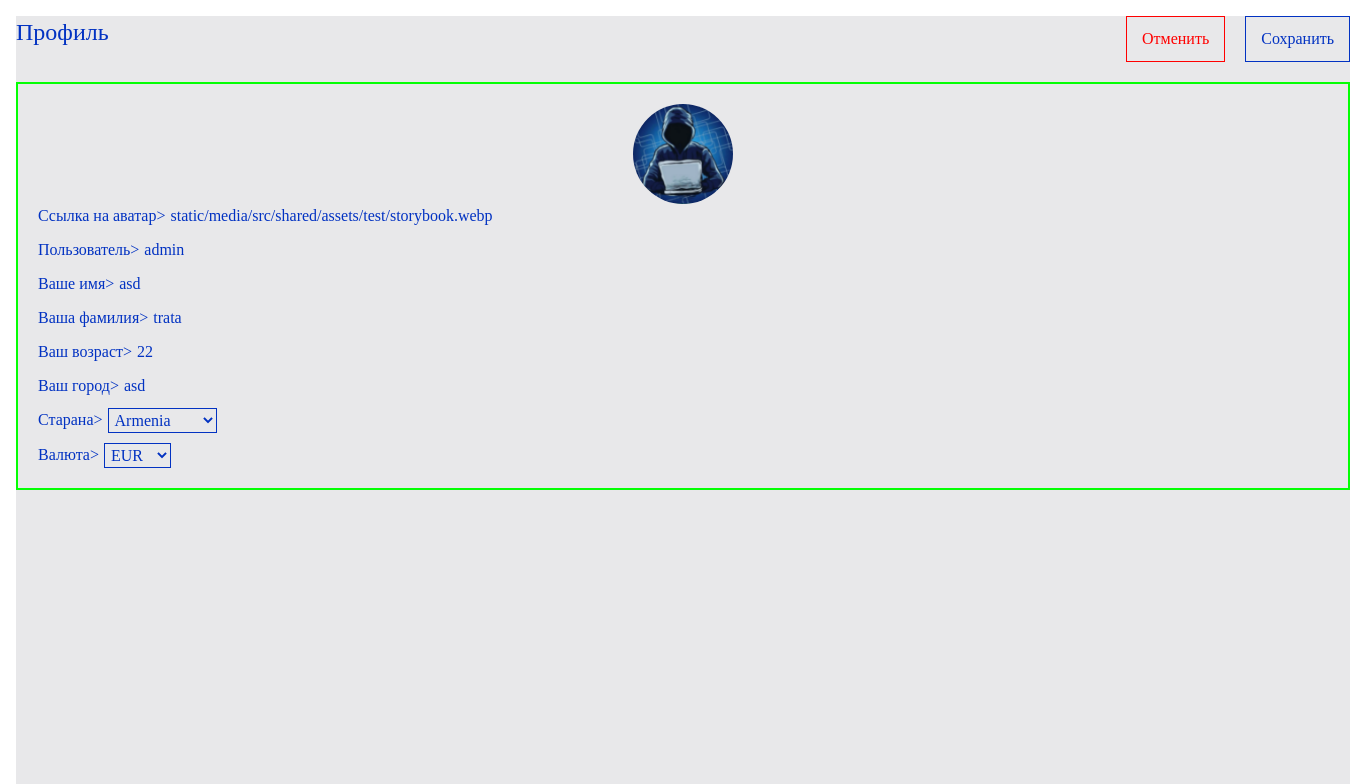 Профиль
Отменить
Сохранить
Ссылка на аватар> static/media/src/shared/assets/test/storybook.webp
Пользователь> admin
Ваше имя> asd
Ваша фамилия> trata
Ваш возраст> 22
Ваш город> asd
Старана> Armenia
Валюта> EUR